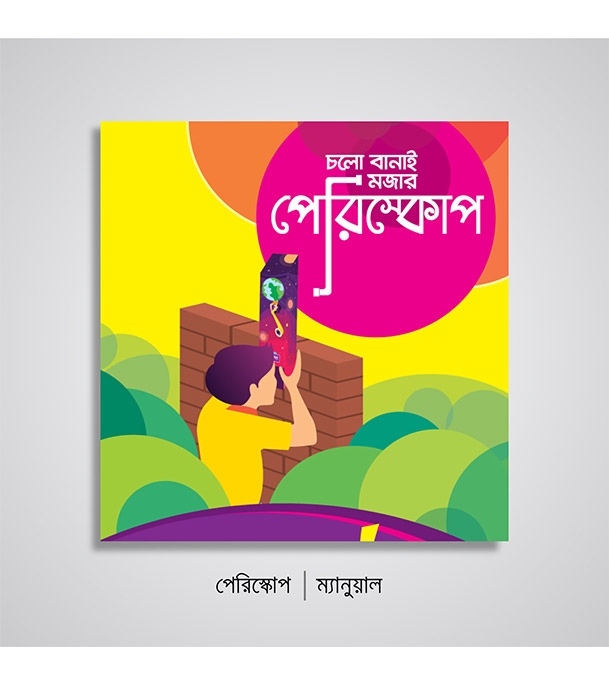 চলো বানাই
মজার
পেরিস্কোপ
পেরিস্কোপ | ম্যানুয়াল